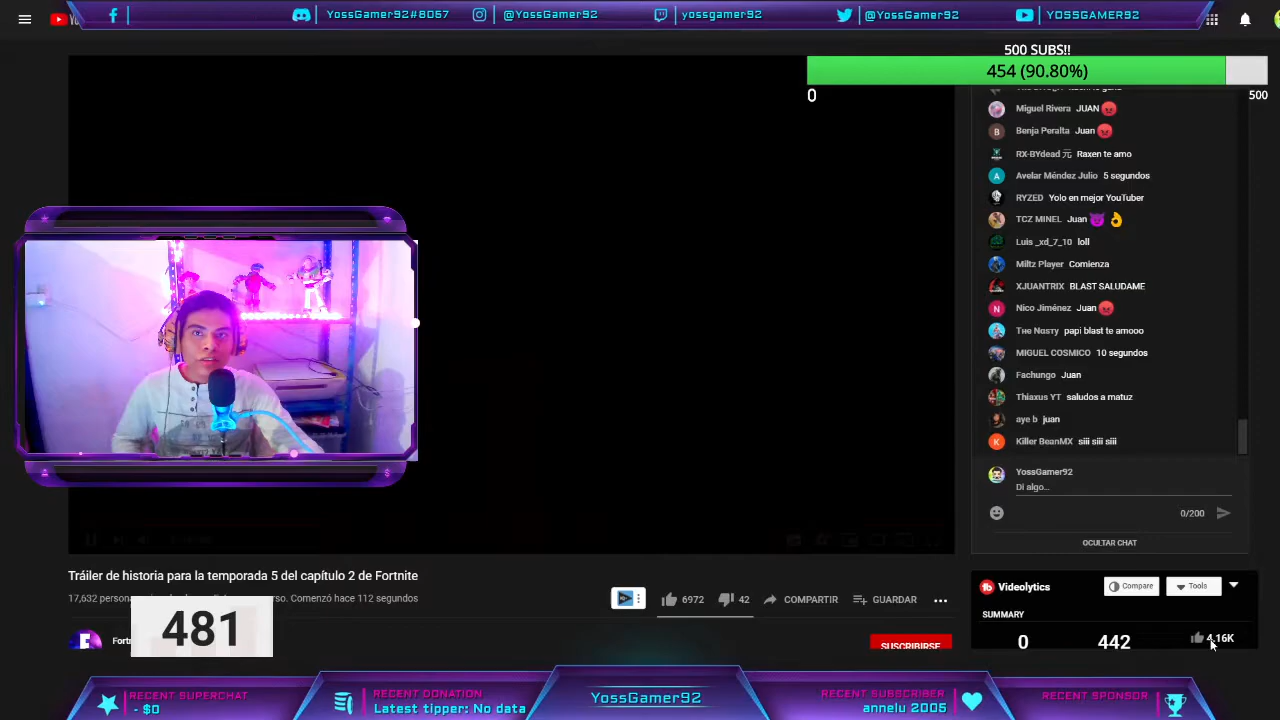 YossGamer92#8057
@YossGamer92
yossgamer92
@YossGamer92
YOSSGAMER92
500 SUBS!!
454 (90.80%)
0
500
Miguel Rivera JUAN
Benja Peralta Juan
RX-BYdead 元 Raxen te amo
Avelar Méndez Julio 5 segundos
RYZED Yolo en mejor YouTuber
TCZ MINEL Juan
Luis _xd_7_10 loll
Miltz Player Comienza
XJUANTRIX BLAST SALUDAME
Nico Jiménez Juan
The Nasty papi blast te amooo
MIGUEL COSMICO 10 segundos
Fachungo Juan
Thiaxus YT saludos a matuz
aye b juan
Killer BeanMX siii siii siii
YossGamer92
Di algo...
0/200
OCULTAR CHAT
Tráiler de historia para la temporada 5 del capítulo 2 de Fortnite
17,632 Comenzó hace 112 segundos
6972
42
COMPARTIR
GUARDAR
481
SUSCRIBIRSE
Videolytics
Compare
Tools
SUMMARY
0
442
4.16K
RECENT SUPERCHAT
- $0
RECENT DONATION
Latest tipper: No data
YossGamer92
RECENT SUBSCRIBER
annelu 2005
RECENT SPONSOR